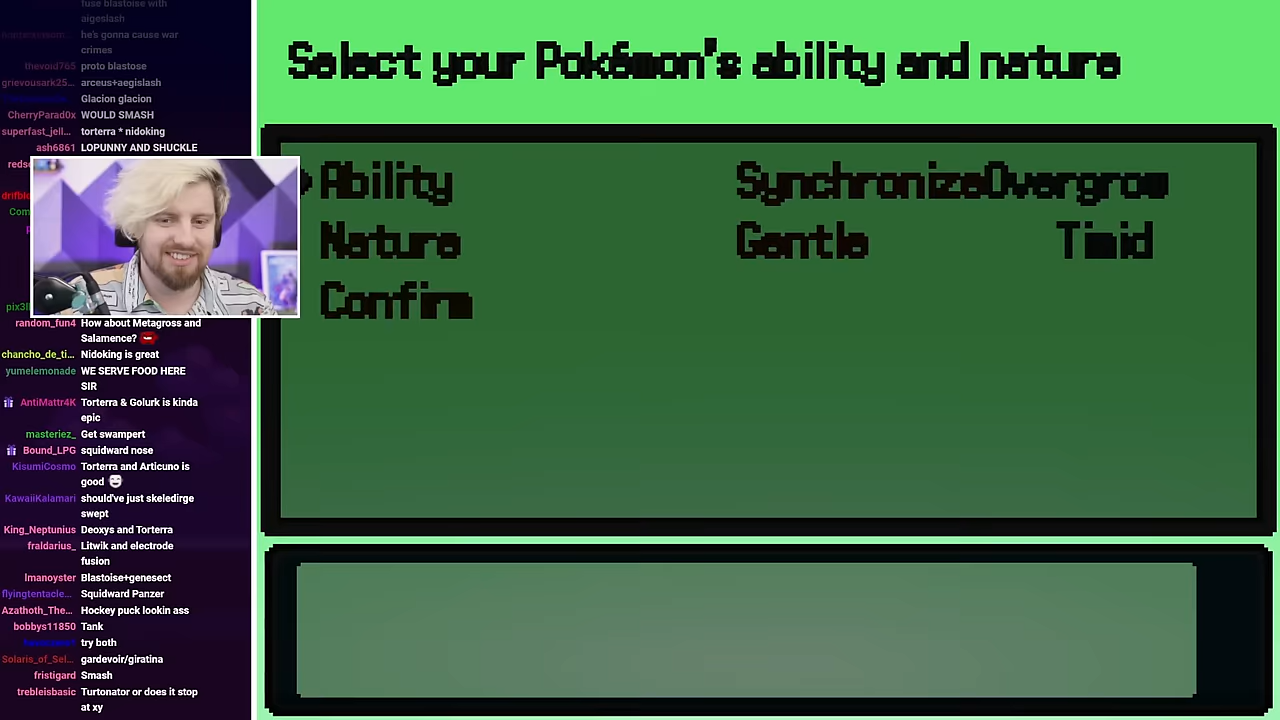 fuse blastoise with
aigeslash
he's gonna cause war
crimes
thevoid765 proto blastose
grievousark25... arceus+aegislash
Glacion glacion
CherryParad0x WOULD SMASH
superfast_jell... torterra * nidoking
ash6861 LOPUNNY AND SHUCKLE
random_fun4 How about Metagross and
Salamence?
chancho_de_ti... Nidoking is great
yumelemonade WE SERVE FOOD HERE
SIR
AntiMattr4K Torterra & Golurk is kinda
epic
masteriez_ Get swampert
Bound_LPG squidward nose
KisumiCosmo Torterra and Articuno is
good
KawaiiKalamari should've just skeledirge
swept
King_Neptunius Deoxys and Torterra
fraldarius_ Litwik and electrode
fusion
lmanoyster Blastoise+genesect
flyingtentacle... Squidward Panzer
Azathoth_The... Hockey puck lookin ass
bobbys11850 Tank
try both
Solaris_of_Sel... gardevoir/giratina
fristigard Smash
trebleisbasic Turtonator or does it stop
at xy
Select your Pokémon's ability and nature
Ability SynchronizeOvergrow
Nature Gentle Timid
Confirm